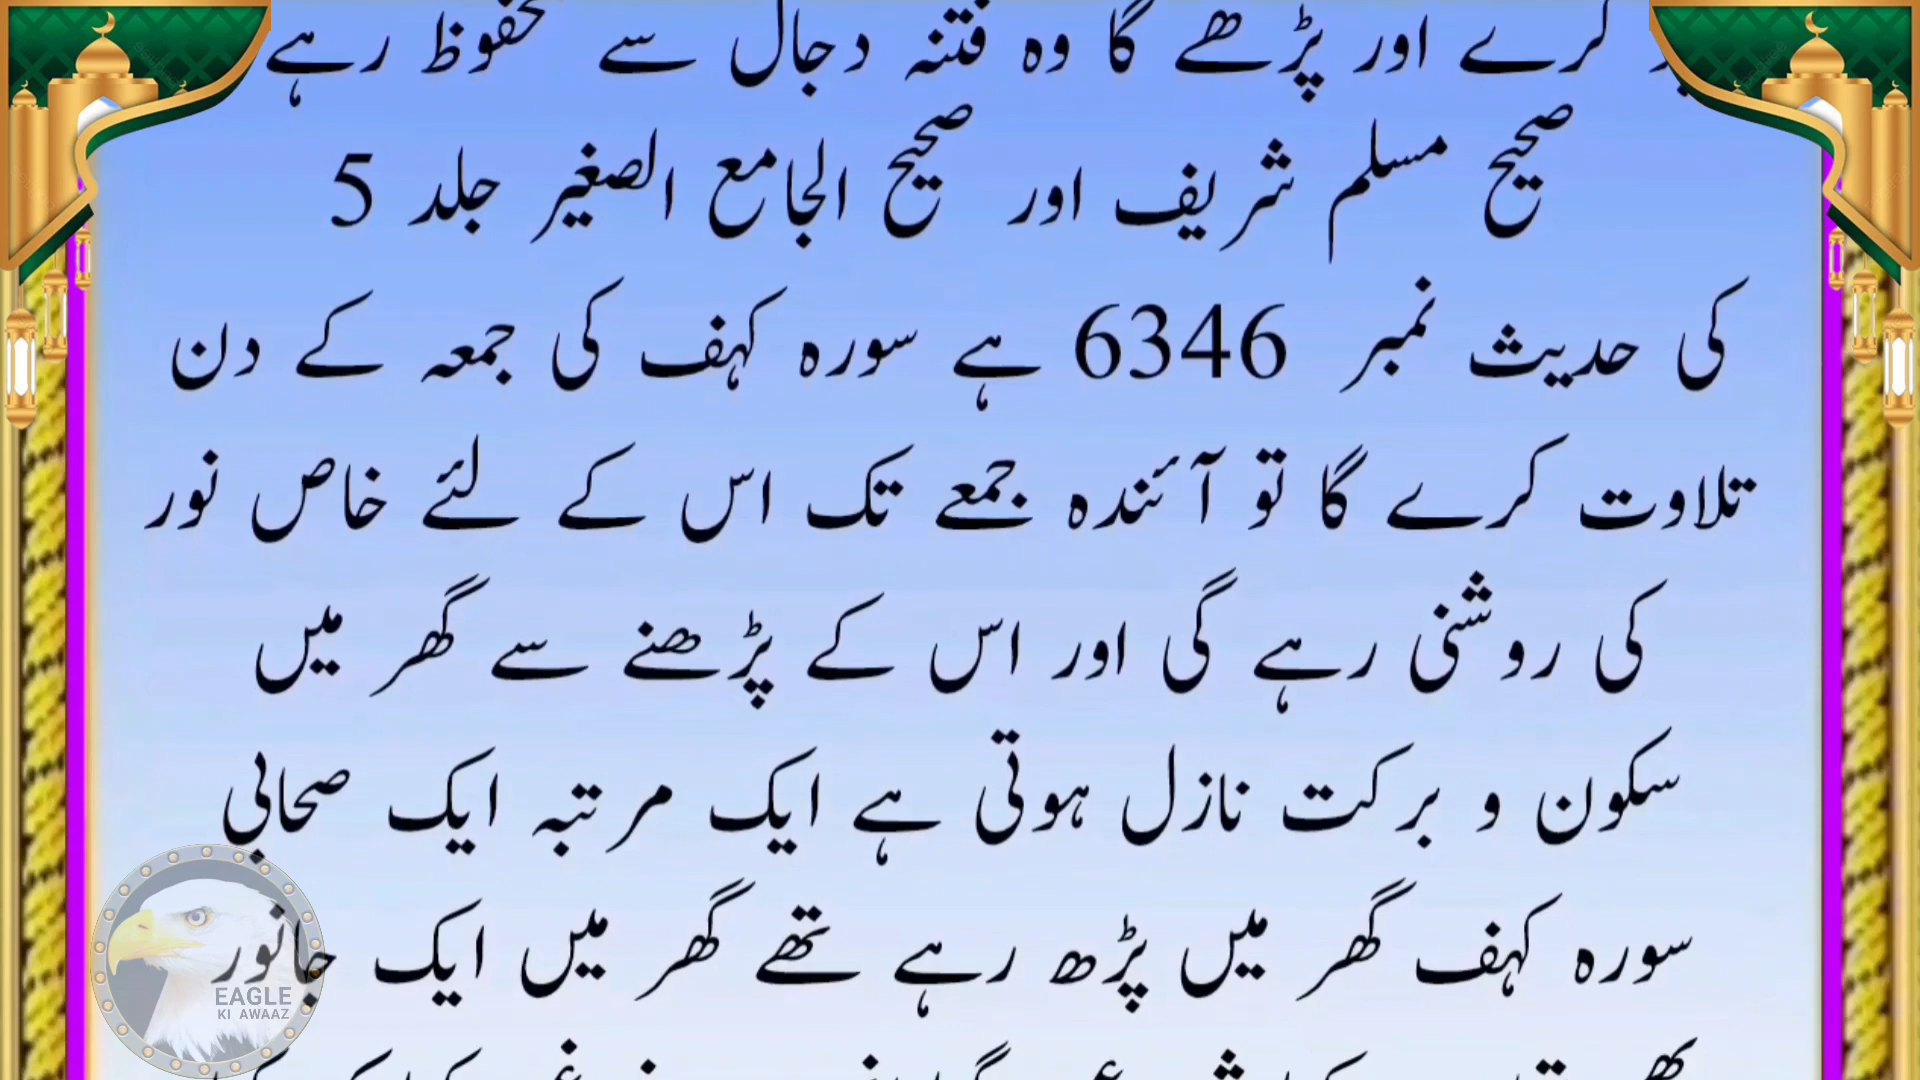 کرے اور پڑھے گا وہ فتنہ دجال سے محفوظ رہے
صحیح مسلم شریف اور صحیح الجامع الصغیر جلد 5
کی حدیث نمبر 6346 ہے سورہ کہف کی جمعہ کے دن
تلاوت کرے گا تو آئندہ جمعے تک اس کے لئے خاص نور
کی روشنی رہے گی اور اس کے پڑھنے سے گھر میں
سکون و برکت نازل ہوتی ہے ایک مرتبہ ایک صحابی
سورہ کہف گھر میں پڑھ رہے تھے گھر میں ایک جانور
EAGLE
KI AWAAZ